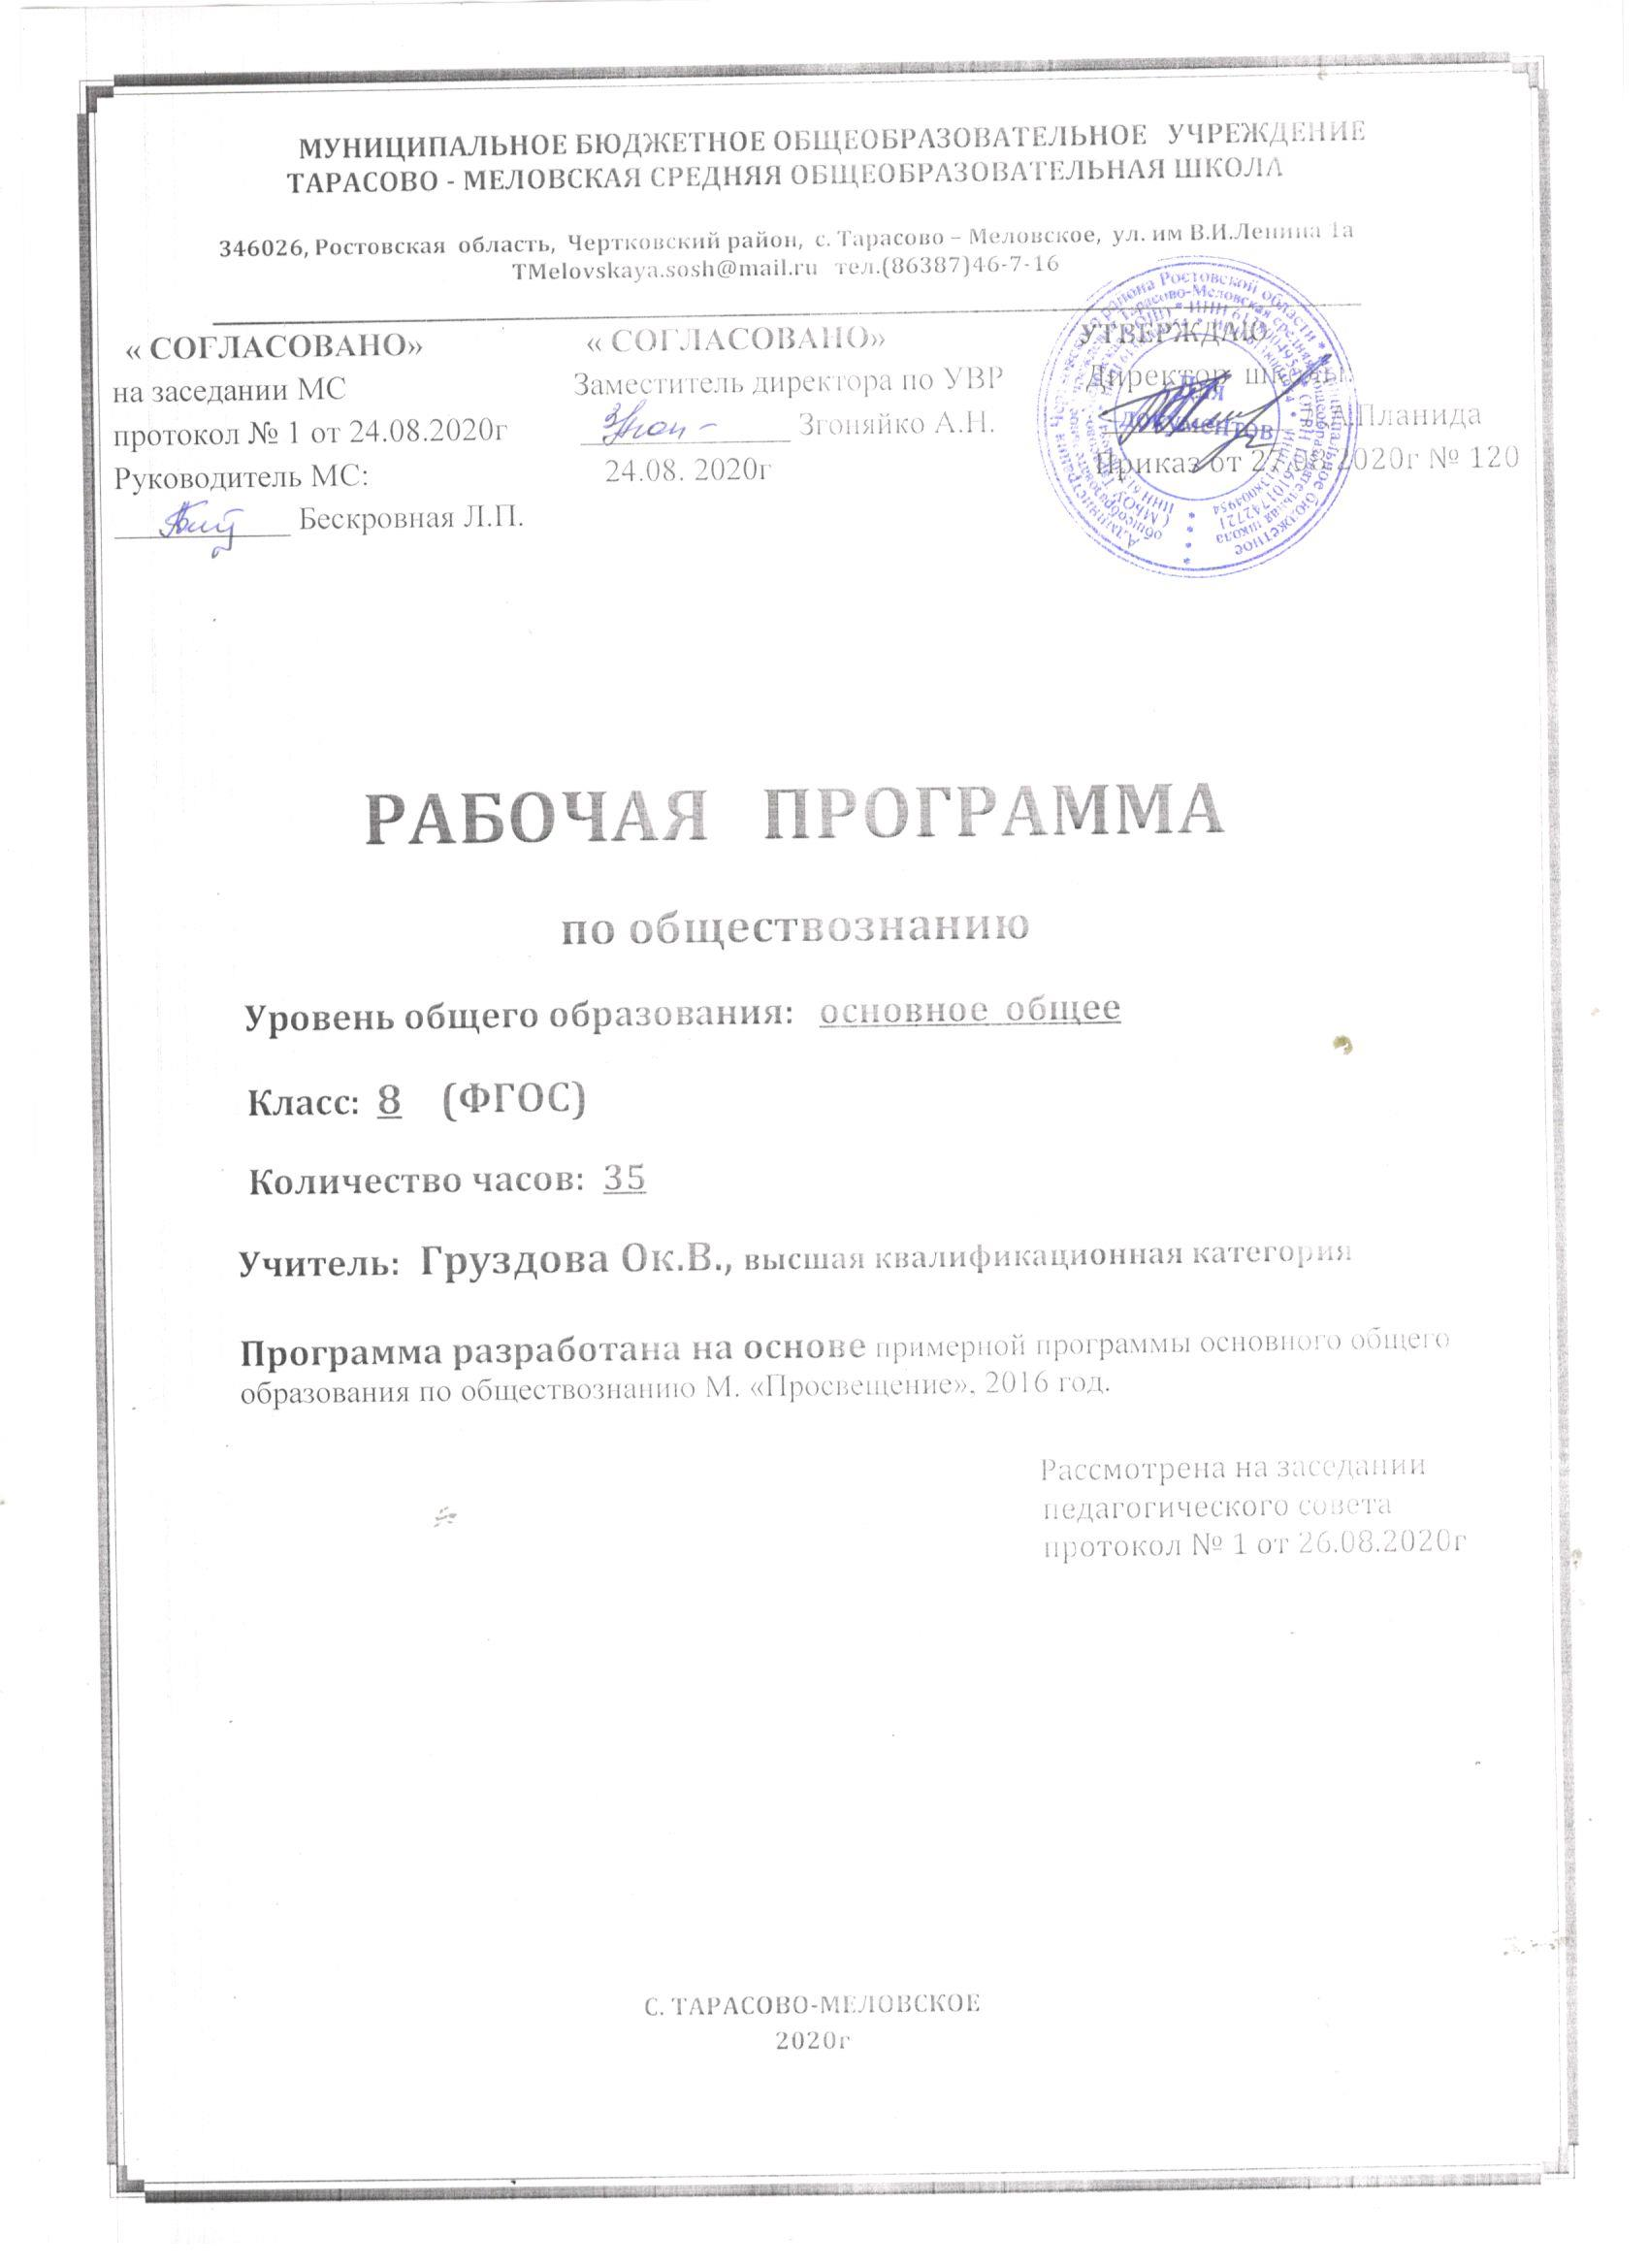 МУНИЦИПАЛЬНОЕ БЮДЖЕТНОЕ ОБЩЕОБРАЗОВАТЕЛЬНОЕ УЧРЕЖДЕНИЕ
ТАРАСОВО - МЕЛОВСКАЯ СРЕДНЯЯ ОБЩЕОБРАЗОВАТЕЛЬНАЯ ШКОЛА
346026, Ростовская область, Чертковский район, с. Тарасово – Меловское, ул. им В.И.Ленина 1а
TMelovskaya.sosh@mail.ru тел.(86387)46-7-16
« СОГЛАСОВАНО»
на заседании МС
протокол № 1 от 24.08.2020г
Руководитель МС:
Бескровная Л.П.
« СОГЛАСОВАНО»
Заместитель директора по УВР
Згоняйко А.Н.
24.08. 2020г
УТВЕРЖДАЮ
Директор школы
Планида
Приказ от 27.08.2020г № 120
Для
документов
РАБОЧАЯ ПРОГРАММА
по обществознанию
Уровень общего образования: основное общее
Класс: 8 (ФГОС)
Количество часов: 35
Учитель: Груздова Ок.В., высшая квалификационная категория
Программа разработана на основе примерной программы основного общего
образования по обществознанию М. «Просвещение», 2016 год.
Рассмотрена на заседании
педагогического совета
протокол № 1 от 26.08.2020г
С. ТАРАСОВО-МЕЛОВСКОЕ
2020г